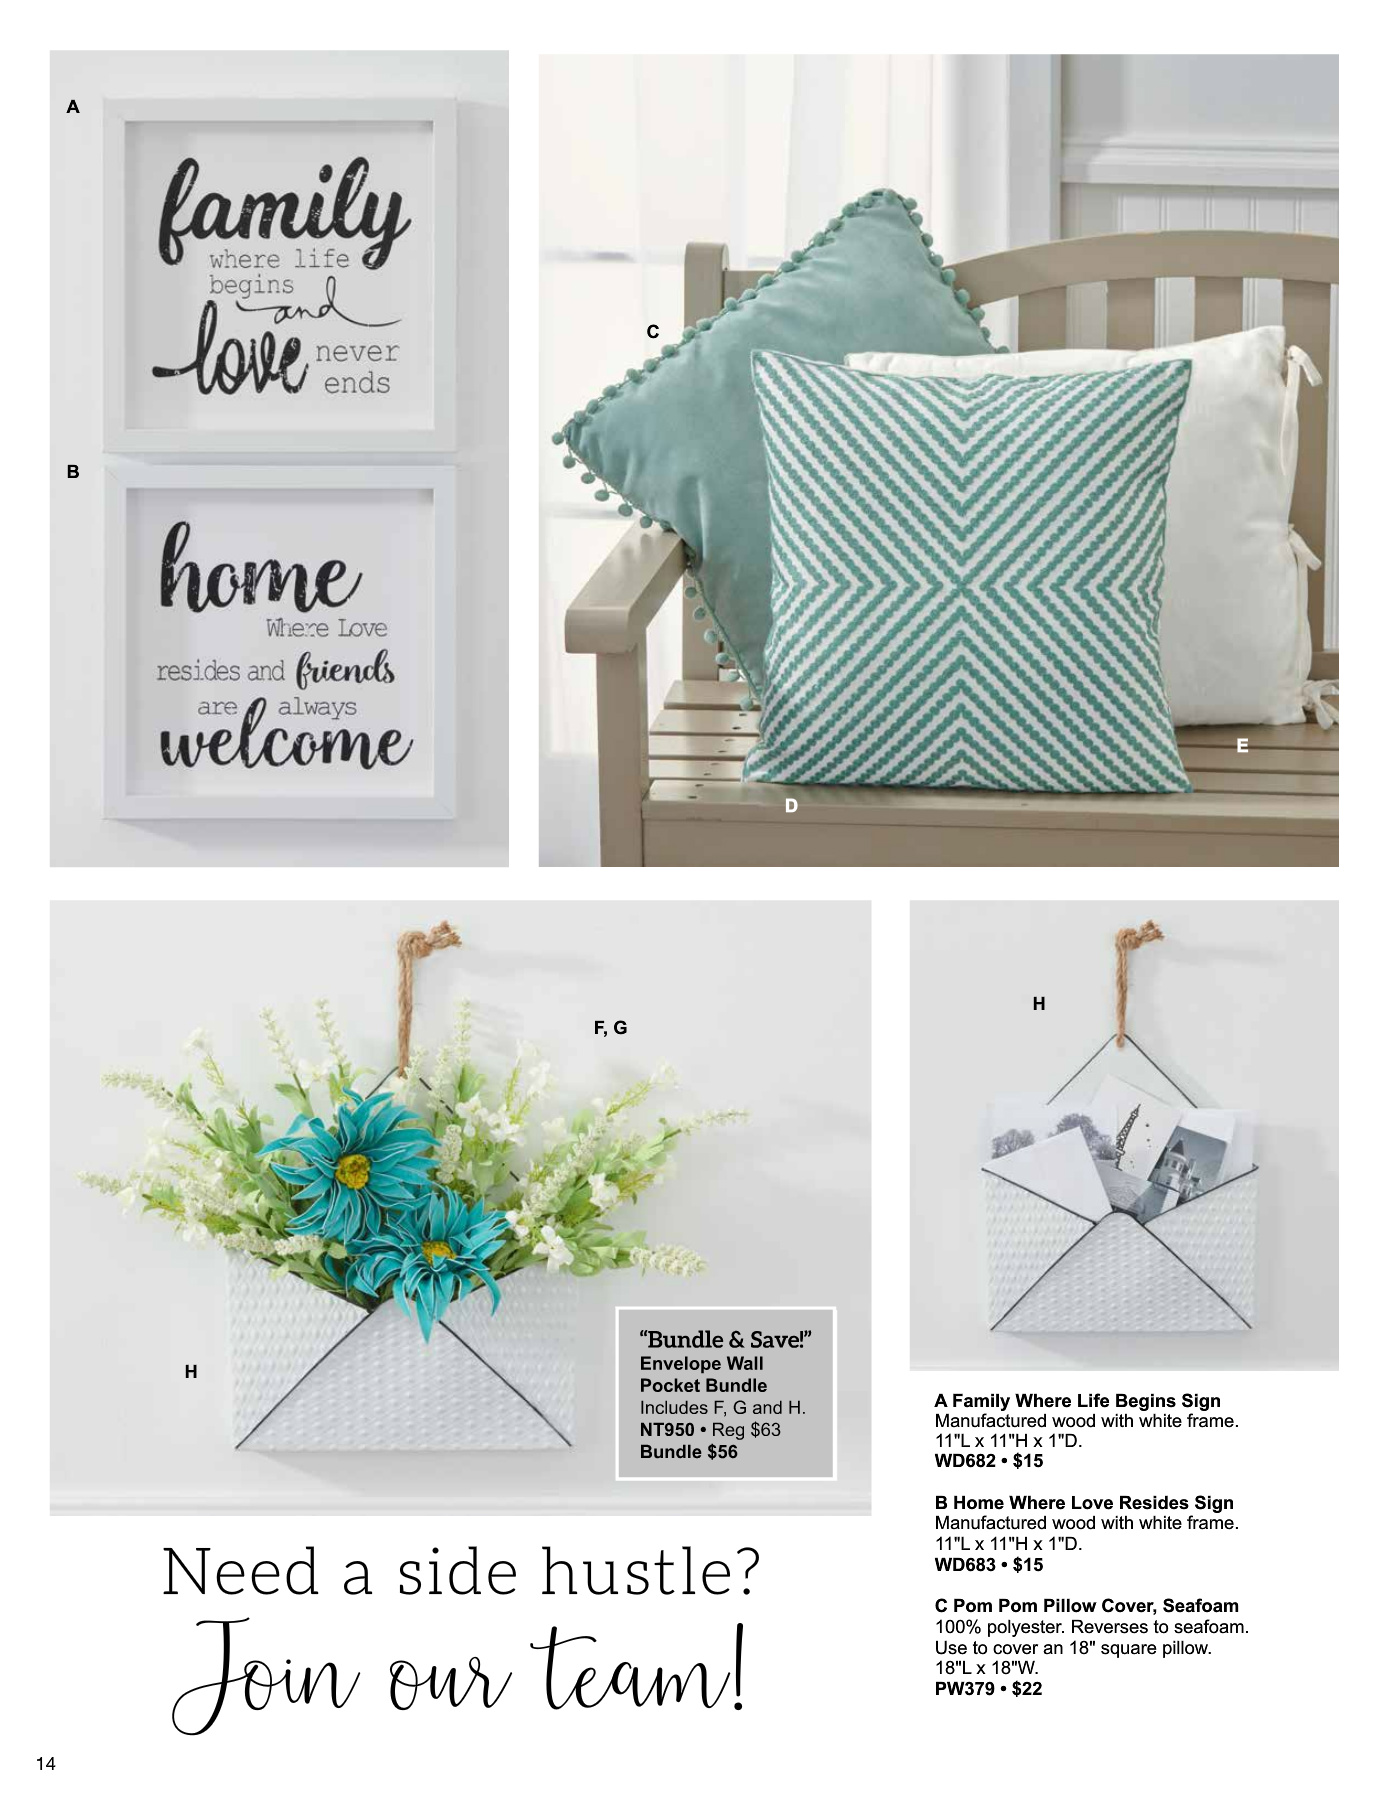 A
family
where life
begins and
love never
ends
B
home
Where Love
resides and friends
are always
welcome
C
D
E
F, G
H
“Bundle & Save!”
Envelope Wall
Pocket Bundle
Includes F, G and H.
NT950 • Reg $63
Bundle $56
H
A Family Where Life Begins Sign
Manufactured wood with white frame.
11"L x 11"H x 1"D.
WD682 • $15
B Home Where Love Resides Sign
Manufactured wood with white frame.
11"L x 11"H x 1"D.
WD683 • $15
C Pom Pom Pillow Cover, Seafoam
100% polyester. Reverses to seafoam.
Use to cover an 18" square pillow.
18"L x 18"W.
PW379 • $22
Need a side hustle?
Join our team!
14